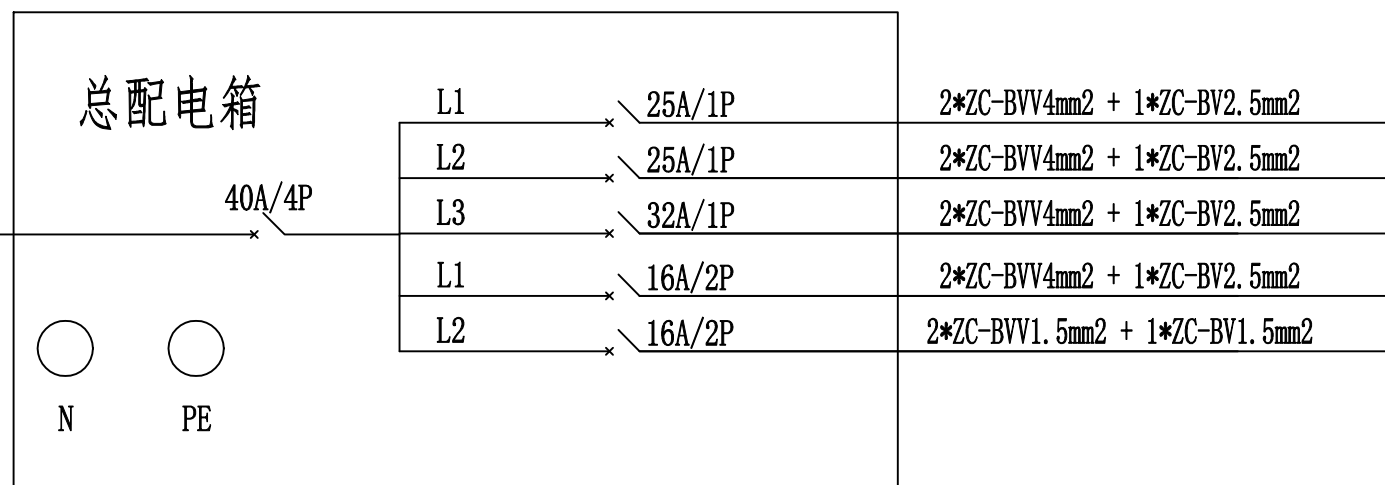 总配电箱
40A/4P
L1 25A/1P 2*ZC-BVV4mm2 + 1*ZC-BV2.5mm2
L2 25A/1P 2*ZC-BVV4mm2 + 1*ZC-BV2.5mm2
L3 32A/1P 2*ZC-BVV4mm2 + 1*ZC-BV2.5mm2
L1 16A/2P 2*ZC-BVV4mm2 + 1*ZC-BV2.5mm2
L2 16A/2P 2*ZC-BVV1.5mm2 + 1*ZC-BV1.5mm2
N PE